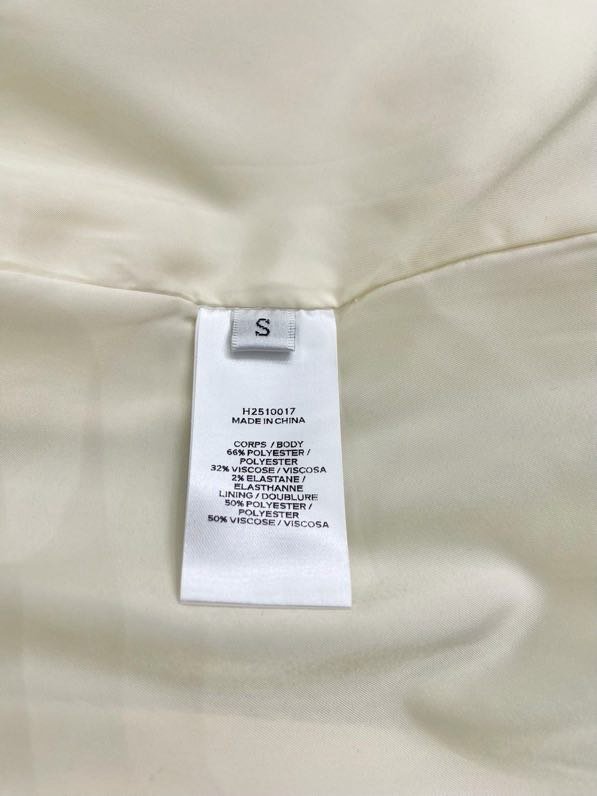 S
H2510017
MADE IN CHINA
CORPS / BODY
66% POLYESTER /
POLYESTER
32% VISCOSE / VISCOSA
2% ELASTANE /
ELASTHANNE
LINING / DOUBLURE
50% POLYESTER /
POLYESTER
50% VISCOSE / VISCOSA